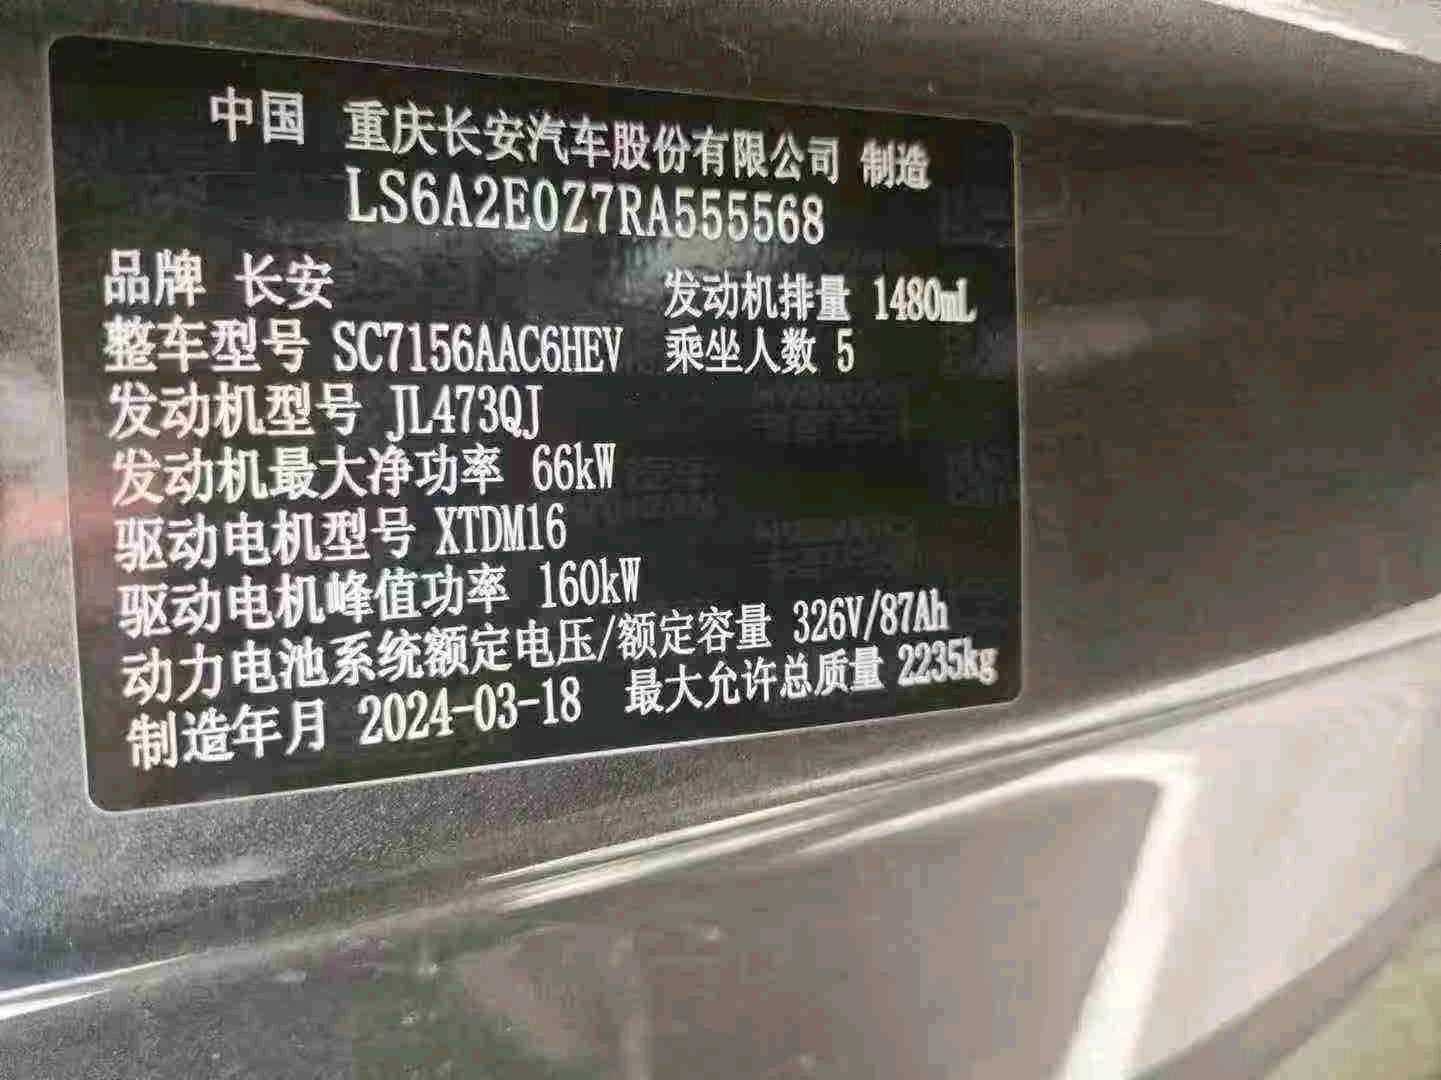 中国 重庆长安汽车股份有限公司 制造
LS6A2E0Z7RA555568
品牌 长安 发动机排量 1480mL
整车型号 SC7156AAC6HEV 乘坐人数 5
发动机型号 JL473QJ
发动机最大净功率 66kW
驱动电机型号 XTDM16
驱动电机峰值功率 160kW
动力电池系统额定电压/额定容量 326V/87Ah
制造年月 2024-03-18 最大允许总质量 2235kg